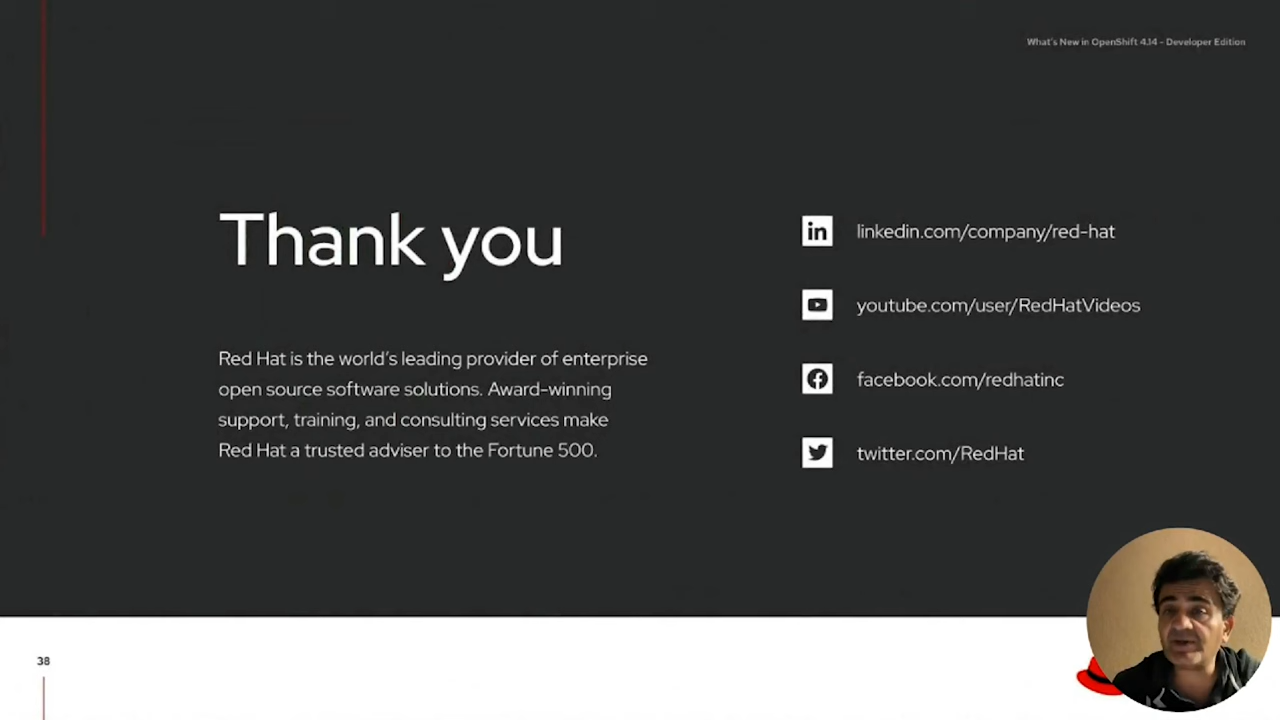 What's New in OpenShift 4.14 - Developer Edition
Thank you
Red Hat is the world's leading provider of enterprise
open source software solutions. Award-winning
support, training, and consulting services make
Red Hat a trusted adviser to the Fortune 500.
in
linkedin.com/company/red-hat
youtube.com/user/RedHatVideos
facebook.com/redhatinc
twitter.com/RedHat
38